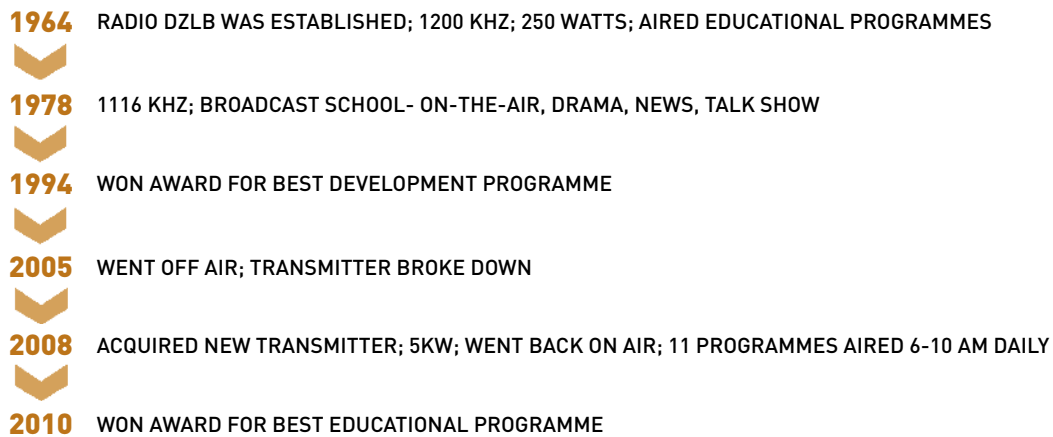 1964 RADIO DZLB WAS ESTABLISHED; 1200 KHZ; 250 WATTS; AIRED EDUCATIONAL PROGRAMMES
1978 1116 KHZ; BROADCAST SCHOOL- ON-THE-AIR, DRAMA, NEWS, TALK SHOW
1994 WON AWARD FOR BEST DEVELOPMENT PROGRAMME
2005 WENT OFF AIR; TRANSMITTER BROKE DOWN
2008 ACQUIRED NEW TRANSMITTER; 5KW; WENT BACK ON AIR; 11 PROGRAMMES AIRED 6-10 AM DAILY
2010 WON AWARD FOR BEST EDUCATIONAL PROGRAMME